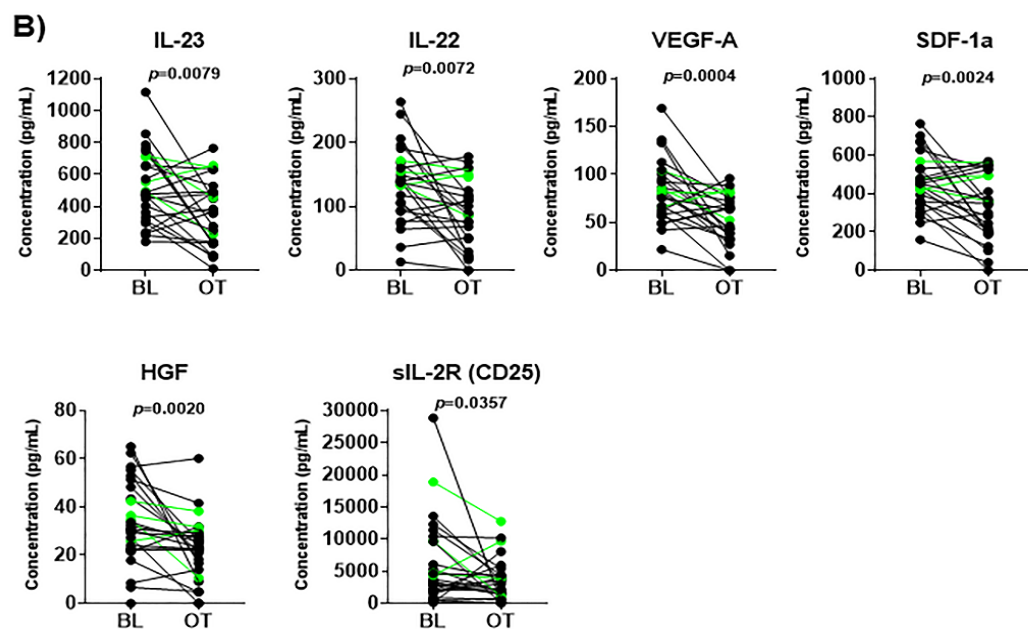 B)
IL-23
p=0.0079
Concentration (pg/mL)
1200
1000
800
600
400
200
0
BL OT
IL-22
p=0.0072
Concentration (pg/mL)
300
200
100
0
BL OT
VEGF-A
p=0.0004
Concentration (pg/mL)
200
150
100
50
0
BL OT
SDF-1a
p=0.0024
Concentration (pg/mL)
1000
800
600
400
200
0
BL OT
HGF
p=0.0020
Concentration (pg/mL)
80
60
40
20
0
BL OT
sIL-2R (CD25)
p=0.0357
Concentration (pg/mL)
30000
25000
20000
15000
10000
5000
0
BL OT